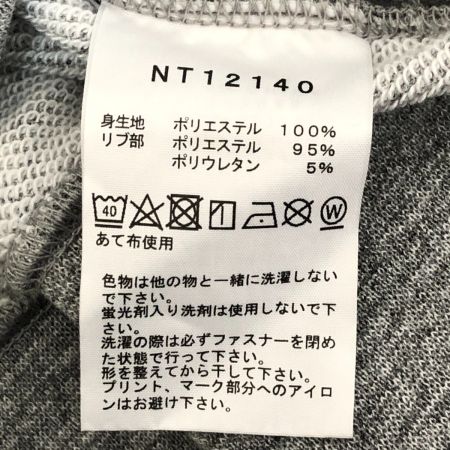 NT12140
身生地 ポリエステル 100%
リブ部 ポリエステル 95%
ポリウレタン 5%
40 W
あて布使用
色物は他の物と一緒に洗濯しない
で下さい。
蛍光剤入り洗剤は使用しない下さい。
洗濯の際は必ずファスナーを閉め
た状態で行って下さい。
形を整えてから干して下さい。
プリント、マーク部分へのアイロ
ンはお避け下さい。